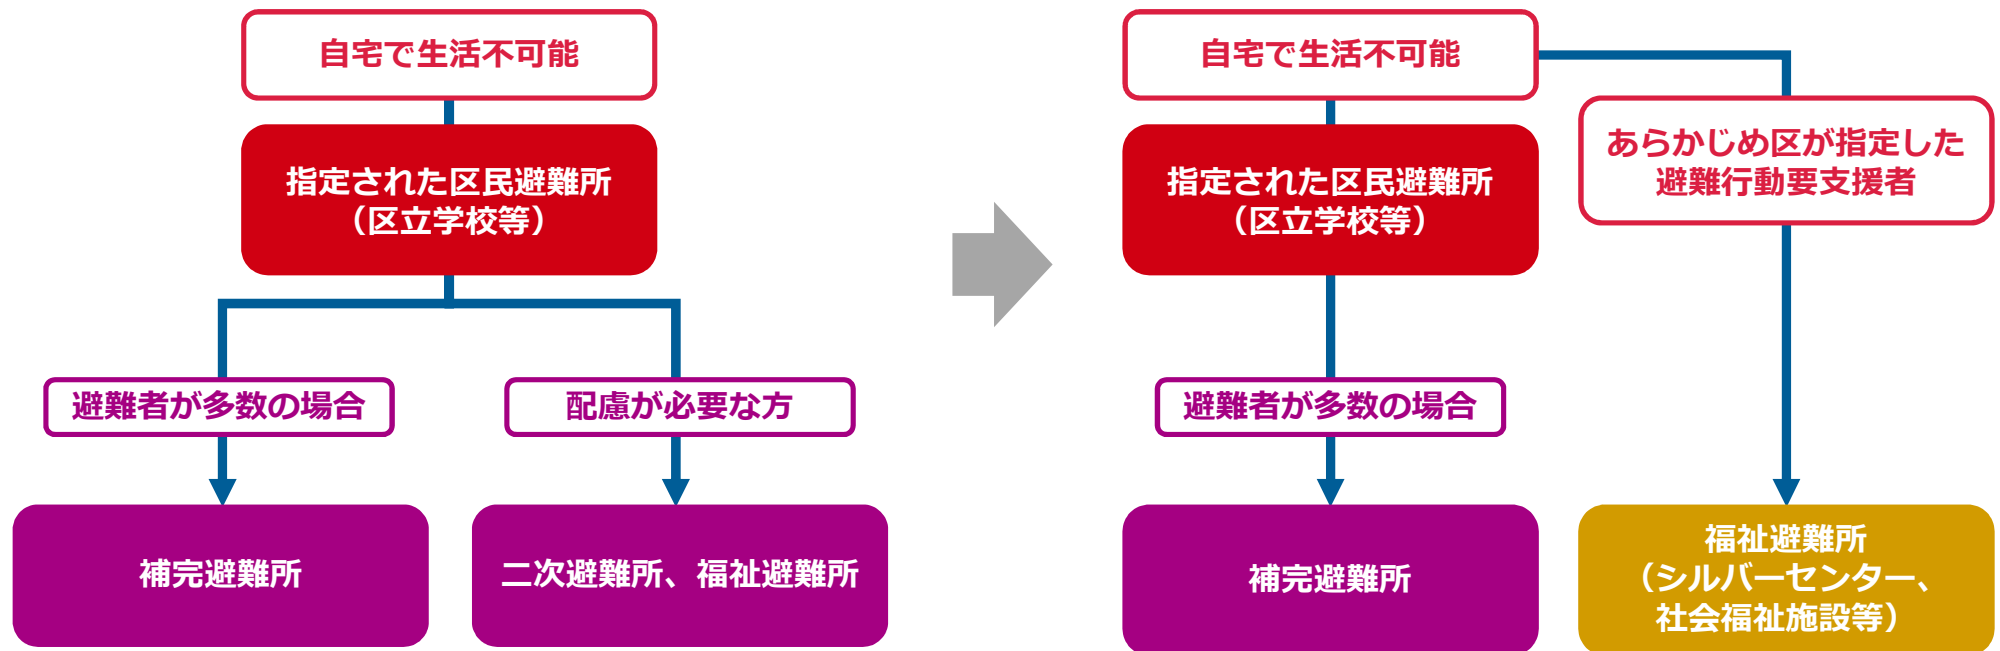 自宅で生活不可能
指定された区民避難所
（区立学校等）
避難者が多数の場合
配慮が必要な方
補完避難所
二次避難所、福祉避難所
自宅で生活不可能
指定された区民避難所
（区立学校等）
あらかじめ区が指定した
避難行動要支援者
避難者が多数の場合
補完避難所
福祉避難所
（シルバーセンター、
社会福祉施設等）